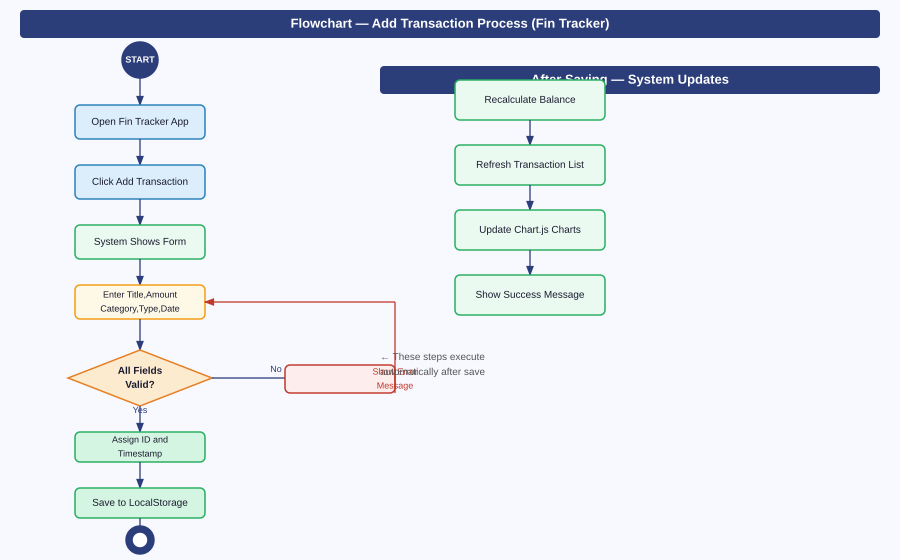 Flowchart — Add Transaction Process (Fin Tracker)
START
Open Fin Tracker App
Click Add Transaction
System Shows Form
Enter Title,Amount
Category,Type,Date
All Fields
Valid?
No
Show Error
Message
Yes
Assign ID and
Timestamp
Save to LocalStorage
After Saving — System Updates
Recalculate Balance
Refresh Transaction List
Update Chart.js Charts
Show Success Message
← These steps execute
automatically after save